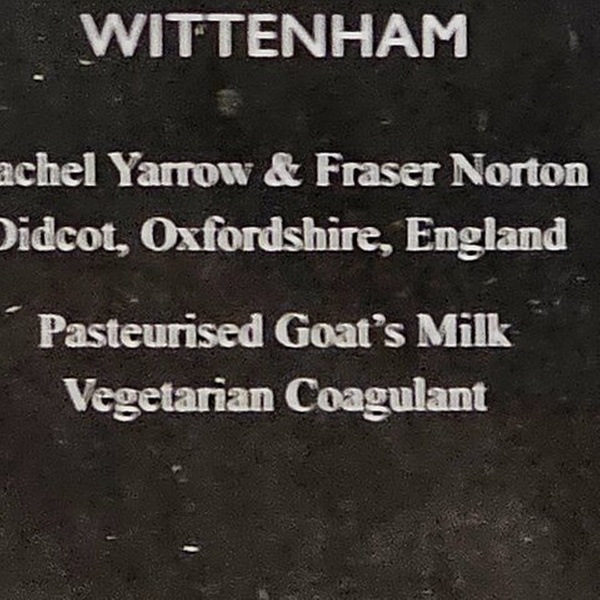 WITTENHAM
achel Yarrow & Fraser Norton
Didcot, Oxfordshire, England
Pasteurised Goat's Milk
Vegetarian Coagulant